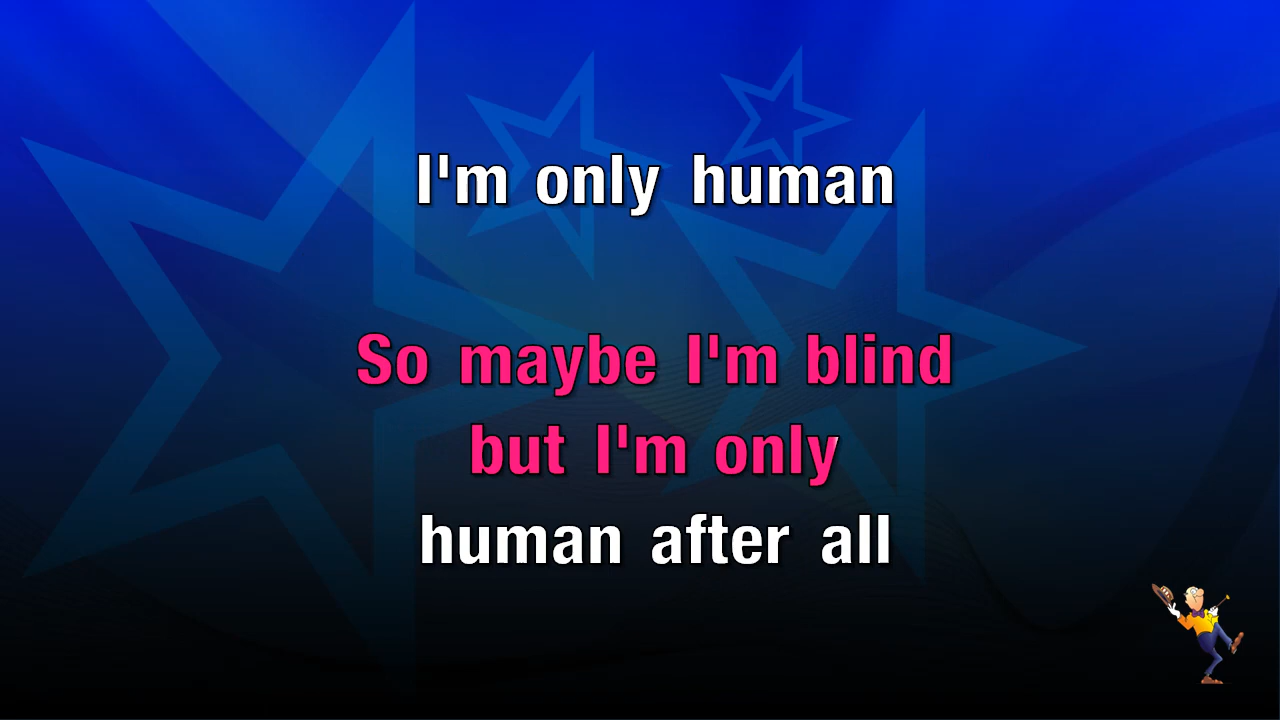 I'm only human
So maybe I'm blind
but I'm only
human after all